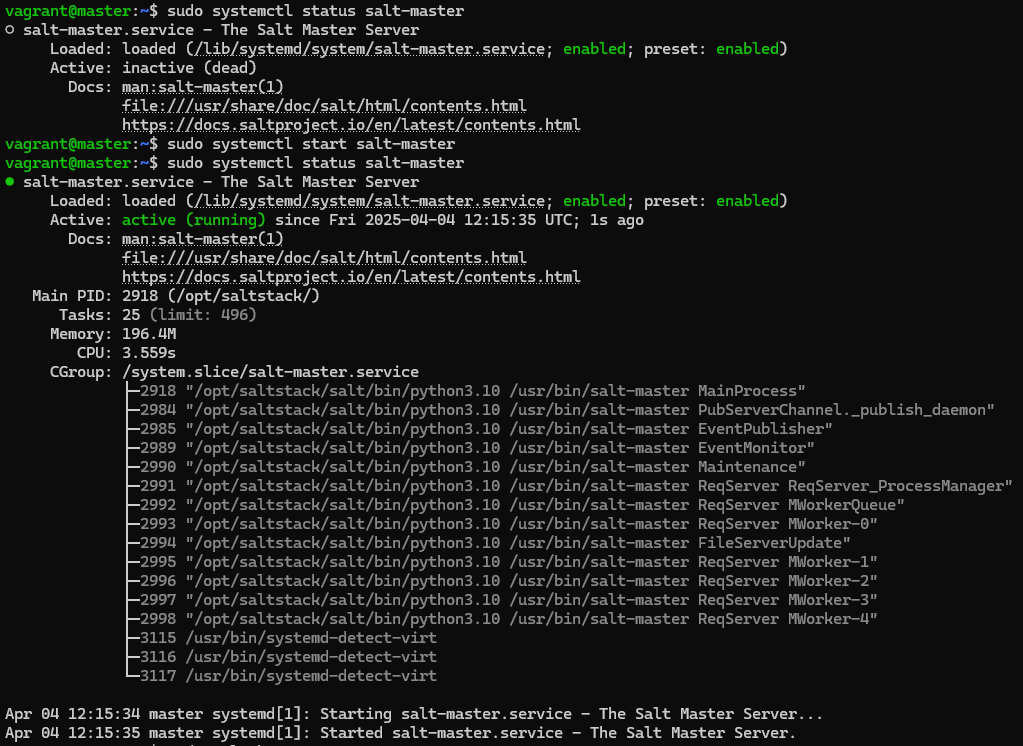 vagrant@master:~$ sudo systemctl status salt-master
○ salt-master.service - The Salt Master Server
     Loaded: loaded (/lib/systemd/system/salt-master.service; enabled; preset: enabled)
     Active: inactive (dead)
       Docs: man:salt-master(1)
             file:///usr/share/doc/salt/html/contents.html
             https://docs.saltproject.io/en/latest/contents.html
vagrant@master:~$ sudo systemctl start salt-master
vagrant@master:~$ sudo systemctl status salt-master
● salt-master.service - The Salt Master Server
     Loaded: loaded (/lib/systemd/system/salt-master.service; enabled; preset: enabled)
     Active: active (running) since Fri 2025-04-04 12:15:35 UTC; 1s ago
       Docs: man:salt-master(1)
             file:///usr/share/doc/salt/html/contents.html
             https://docs.saltproject.io/en/latest/contents.html
   Main PID: 2918 (/opt/saltstack/)
      Tasks: 25 (limit: 496)
     Memory: 196.4M
        CPU: 3.559s
     CGroup: /system.slice/salt-master.service
             ├─2918 "/opt/saltstack/salt/bin/python3.10 /usr/bin/salt-master MainProcess"
             ├─2984 "/opt/saltstack/salt/bin/python3.10 /usr/bin/salt-master PubServerChannel._publish_daemon"
             ├─2985 "/opt/saltstack/salt/bin/python3.10 /usr/bin/salt-master EventPublisher"
             ├─2989 "/opt/saltstack/salt/bin/python3.10 /usr/bin/salt-master EventMonitor"
             ├─2990 "/opt/saltstack/salt/bin/python3.10 /usr/bin/salt-master Maintenance"
             ├─2991 "/opt/saltstack/salt/bin/python3.10 /usr/bin/salt-master ReqServer ReqServer_ProcessManager"
             ├─2992 "/opt/saltstack/salt/bin/python3.10 /usr/bin/salt-master ReqServer MWorkerQueue"
             ├─2993 "/opt/saltstack/salt/bin/python3.10 /usr/bin/salt-master ReqServer MWorker-0"
             ├─2994 "/opt/saltstack/salt/bin/python3.10 /usr/bin/salt-master FileServerUpdate"
             ├─2995 "/opt/saltstack/salt/bin/python3.10 /usr/bin/salt-master ReqServer MWorker-1"
             ├─2996 "/opt/saltstack/salt/bin/python3.10 /usr/bin/salt-master ReqServer MWorker-2"
             ├─2997 "/opt/saltstack/salt/bin/python3.10 /usr/bin/salt-master ReqServer MWorker-3"
             ├─2998 "/opt/saltstack/salt/bin/python3.10 /usr/bin/salt-master ReqServer MWorker-4"
             ├─3115 /usr/bin/systemd-detect-virt
             ├─3116 /usr/bin/systemd-detect-virt
             └─3117 /usr/bin/systemd-detect-virt

Apr 04 12:15:34 master systemd[1]: Starting salt-master.service - The Salt Master Server...
Apr 04 12:15:35 master systemd[1]: Started salt-master.service - The Salt Master Server.